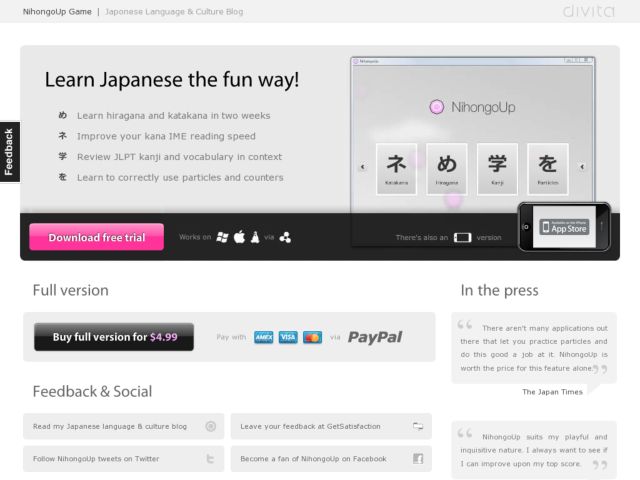 NihongoUp Game | Japanese Language & Culture Blog
divita
Learn Japanese the fun way!
め Learn hiragana and katakana in two weeks
ネ Improve your kana IME reading speed
学 Review JLPT kanji and vocabulary in context
を Learn to correctly use particles and counters
Feedback
NihongoUp
NihongoUp
ネ め 学 を
Katakana Hiragana Kanji Particles
Download free trial
Works on via
There's also an version
Available on the iPhone
App Store
Full version
Buy full version for $4.99
Pay with AMEX VISA via PayPal
Feedback & Social
Read my Japanese language & culture blog
Leave your feedback at GetSatisfaction
Follow NihongoUp tweets on Twitter
Become a fan of NihongoUp on Facebook
In the press
There aren't many applications out
there that let you practice particles and
do this good a job at it. NihongoUp is
worth the price for this feature alone.
The Japan Times
NihongoUp suits my playful and
inquisitive nature. I always want to see if
I can improve upon my top score.